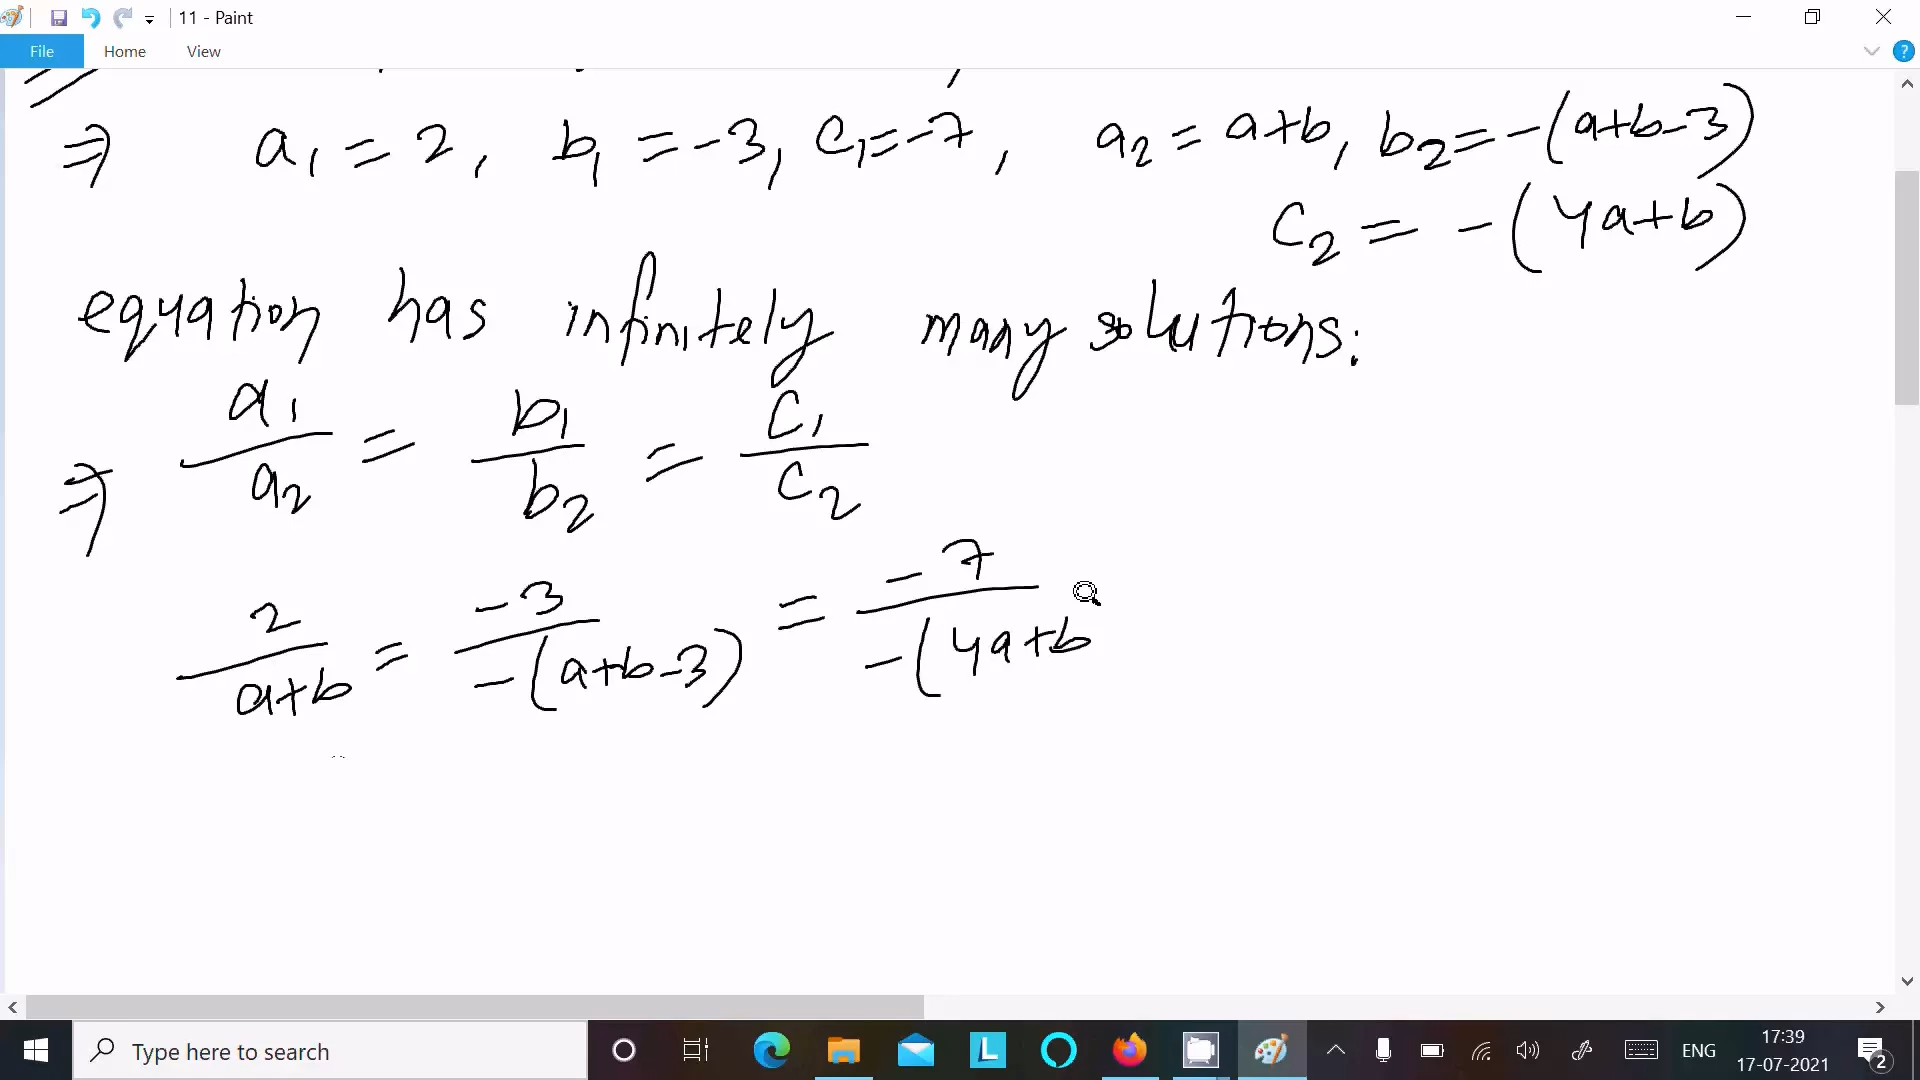 11 - Paint
File Home View
⇒ a₁ = 2, b₁ = -3, c₁ = -7, a₂ = a+b, b₂ = -(a+b-3)
c₂ = -(4a+b)
equation has infinitely many solutions.
⇒ a₁/a₂ = b₁/b₂ = c₁/c₂
2/(a+b) = -3/-(a+b-3) = -7/-(4a+b
Type here to search
ENG
17:39
17-07-2021
2